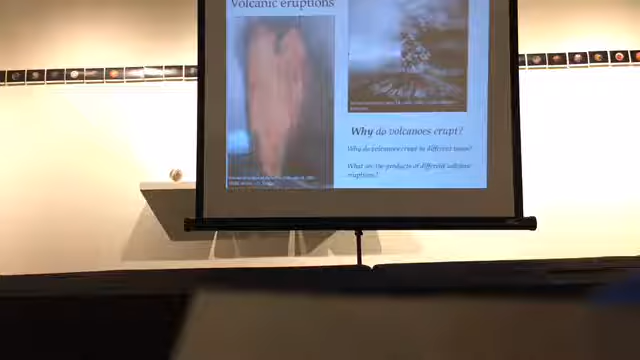 Volcanic eruptions
Why do volcanoes erupt?
Why do volcanoes erupt in different ways?
What are the products of different volcanic
eruptions?